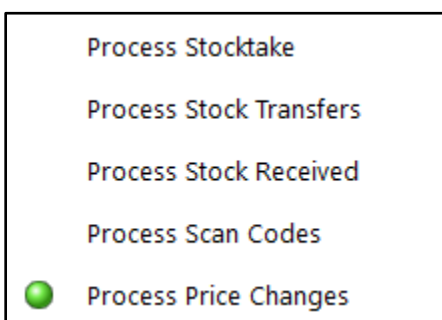 Process Stocktake
Process Stock Transfers
Process Stock Received
Process Scan Codes
Process Price Changes